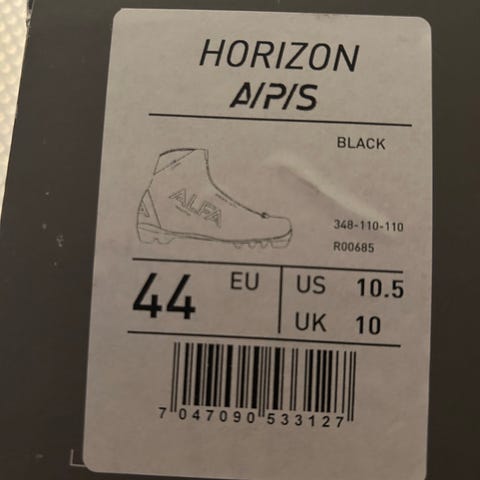 HORIZON
A/P/S
BLACK
ALFA
348-110-110
R00685
44 EU US 10.5
UK 10
7 047090 533127